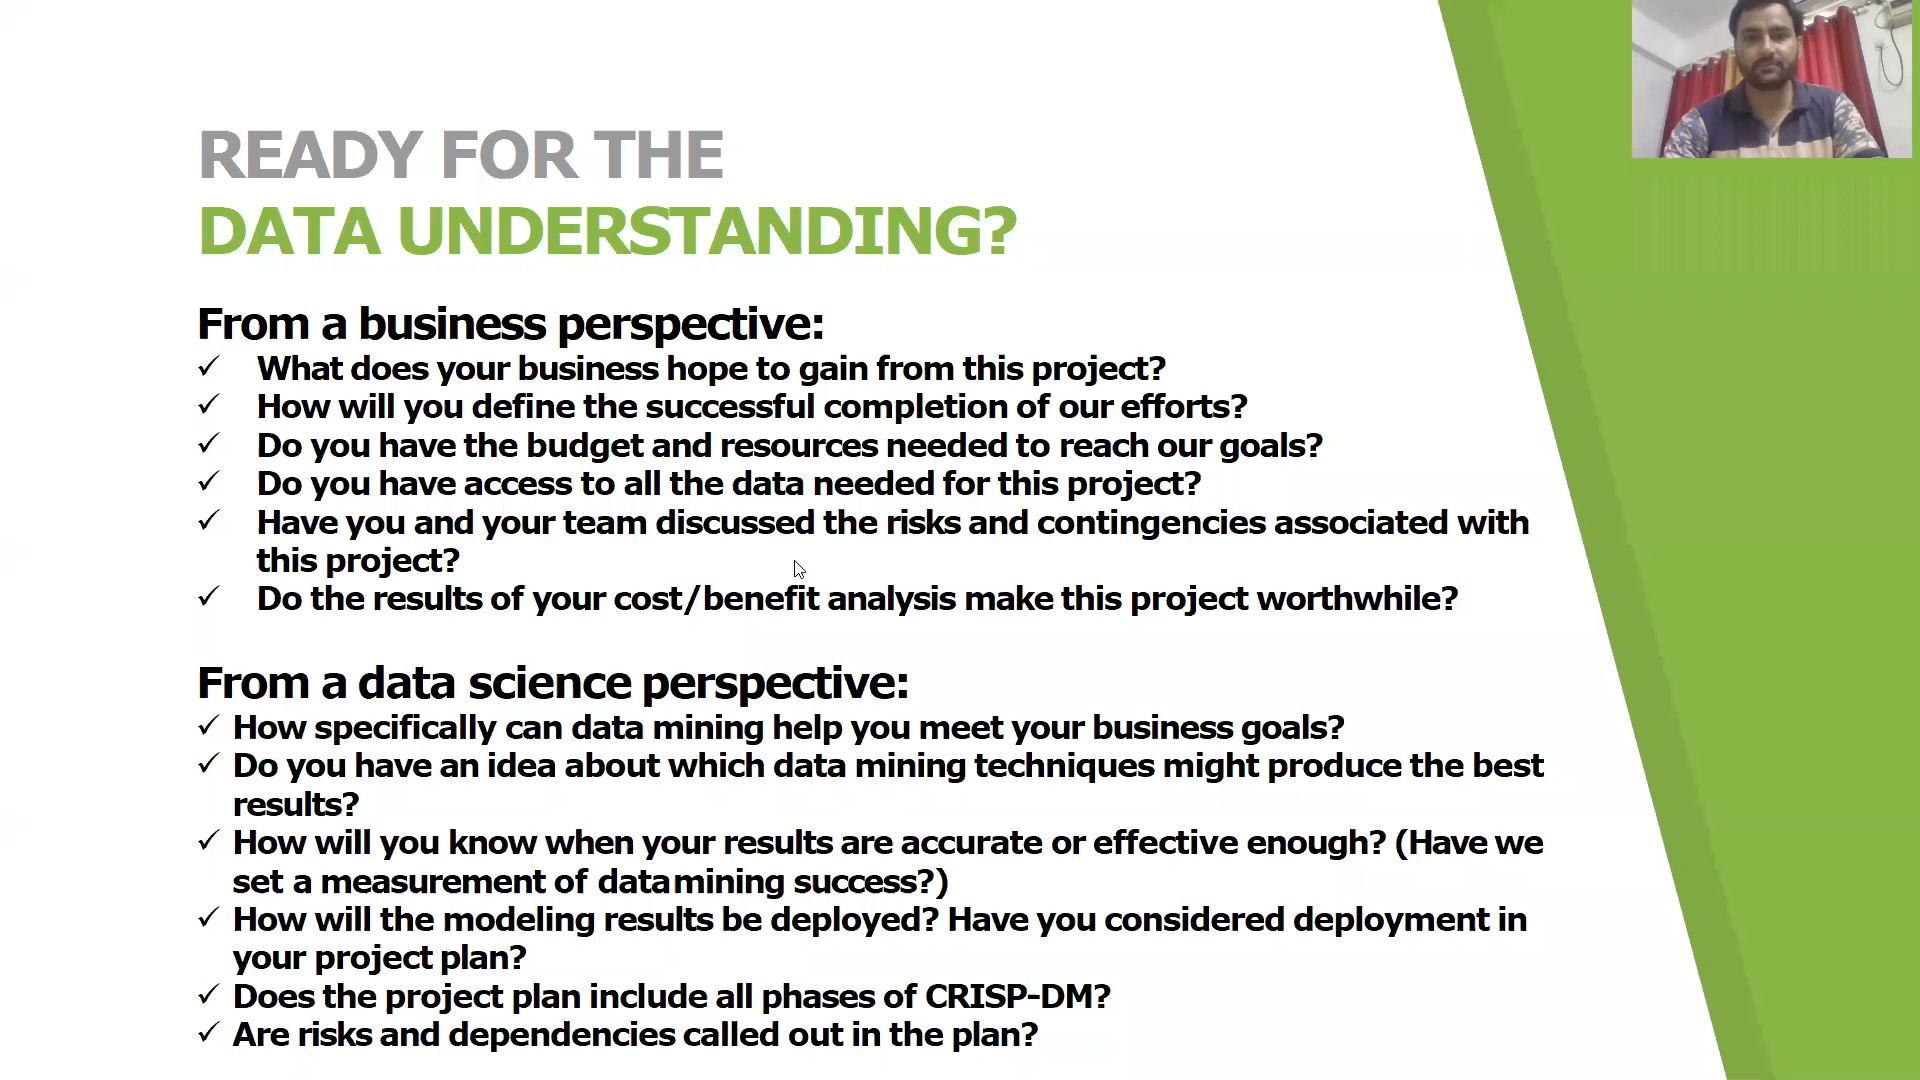 READY FOR THE
DATA UNDERSTANDING?
From a business perspective:
✓ What does your business hope to gain from this project?
✓ How will you define the successful completion of our efforts?
✓ Do you have the budget and resources needed to reach our goals?
✓ Do you have access to all the data needed for this project?
✓ Have you and your team discussed the risks and contingencies associated with
this project?
✓ Do the results of your cost/benefit analysis make this project worthwhile?
From a data science perspective:
✓ How specifically can data mining help you meet your business goals?
✓ Do you have an idea about which data mining techniques might produce the best
results?
✓ How will you know when your results are accurate or effective enough? (Have we
set a measurement of data mining success?)
✓ How will the modeling results be deployed? Have you considered deployment in
your project plan?
✓ Does the project plan include all phases of CRISP-DM?
✓ Are risks and dependencies called out in the plan?